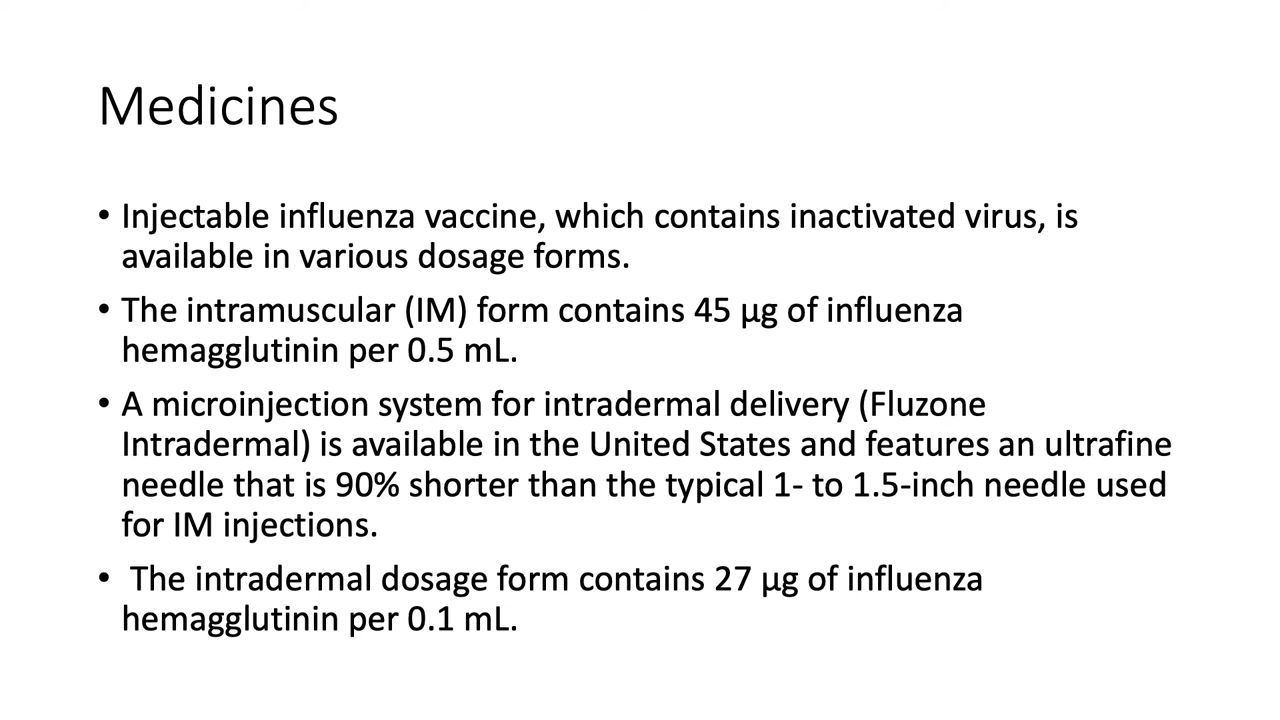 Medicines
• Injectable influenza vaccine, which contains inactivated virus, is
available in various dosage forms.
• The intramuscular (IM) form contains 45 µg of influenza
hemagglutinin per 0.5 mL.
• A microinjection system for intradermal delivery (Fluzone
Intradermal) is available in the United States and features an ultrafine
needle that is 90% shorter than the typical 1- to 1.5-inch needle used
for IM injections.
• The intradermal dosage form contains 27 µg of influenza
hemagglutinin per 0.1 mL.